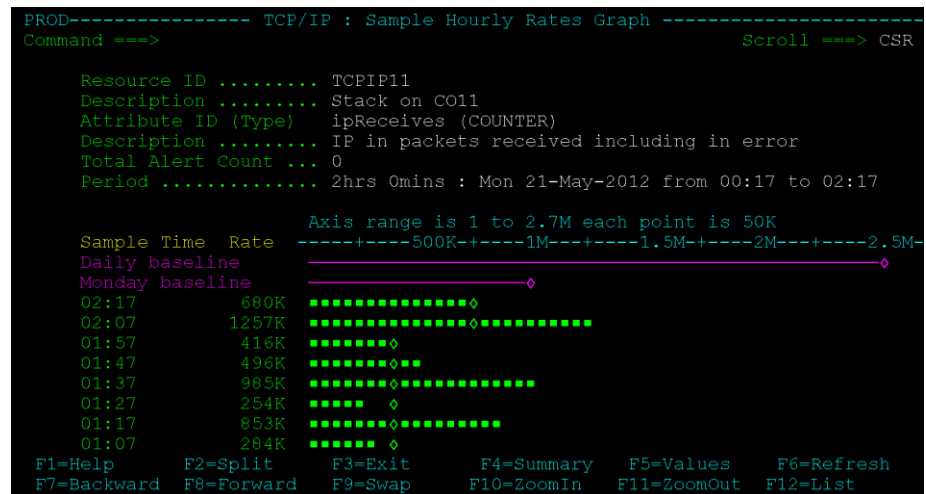 PROD----------------- TCP/IP : Sample Hourly Rates Graph -----------------------
Command ===> Scroll ===> CSR
Resource ID ......... TCPIP11
Description ......... Stack on CO11
Attribute ID (Type) ipReceives (COUNTER)
Description ......... IP in packets received including in error
Total Alert Count ... 0
Period .............. 2hrs 0mins : Mon 21-May-2012 from 00:17 to 02:17
Axis range is 1 to 2.7M each point is 50K
Sample Time Rate -----+----500K-+----1M---+----1.5M-+----2M---+----2.5M-
Daily baseline
Monday baseline
02:17 680K
02:07 1257K
01:57 416K
01:47 496K
01:37 985K
01:27 254K
01:17 853K
01:07 284K
F1=Help F2=Split F3=Exit F4=Summary F5=Values F6=Refresh
F7=Backward F8=Forward F9=Swap F10=ZoomIn F11=ZoomOut F12=List